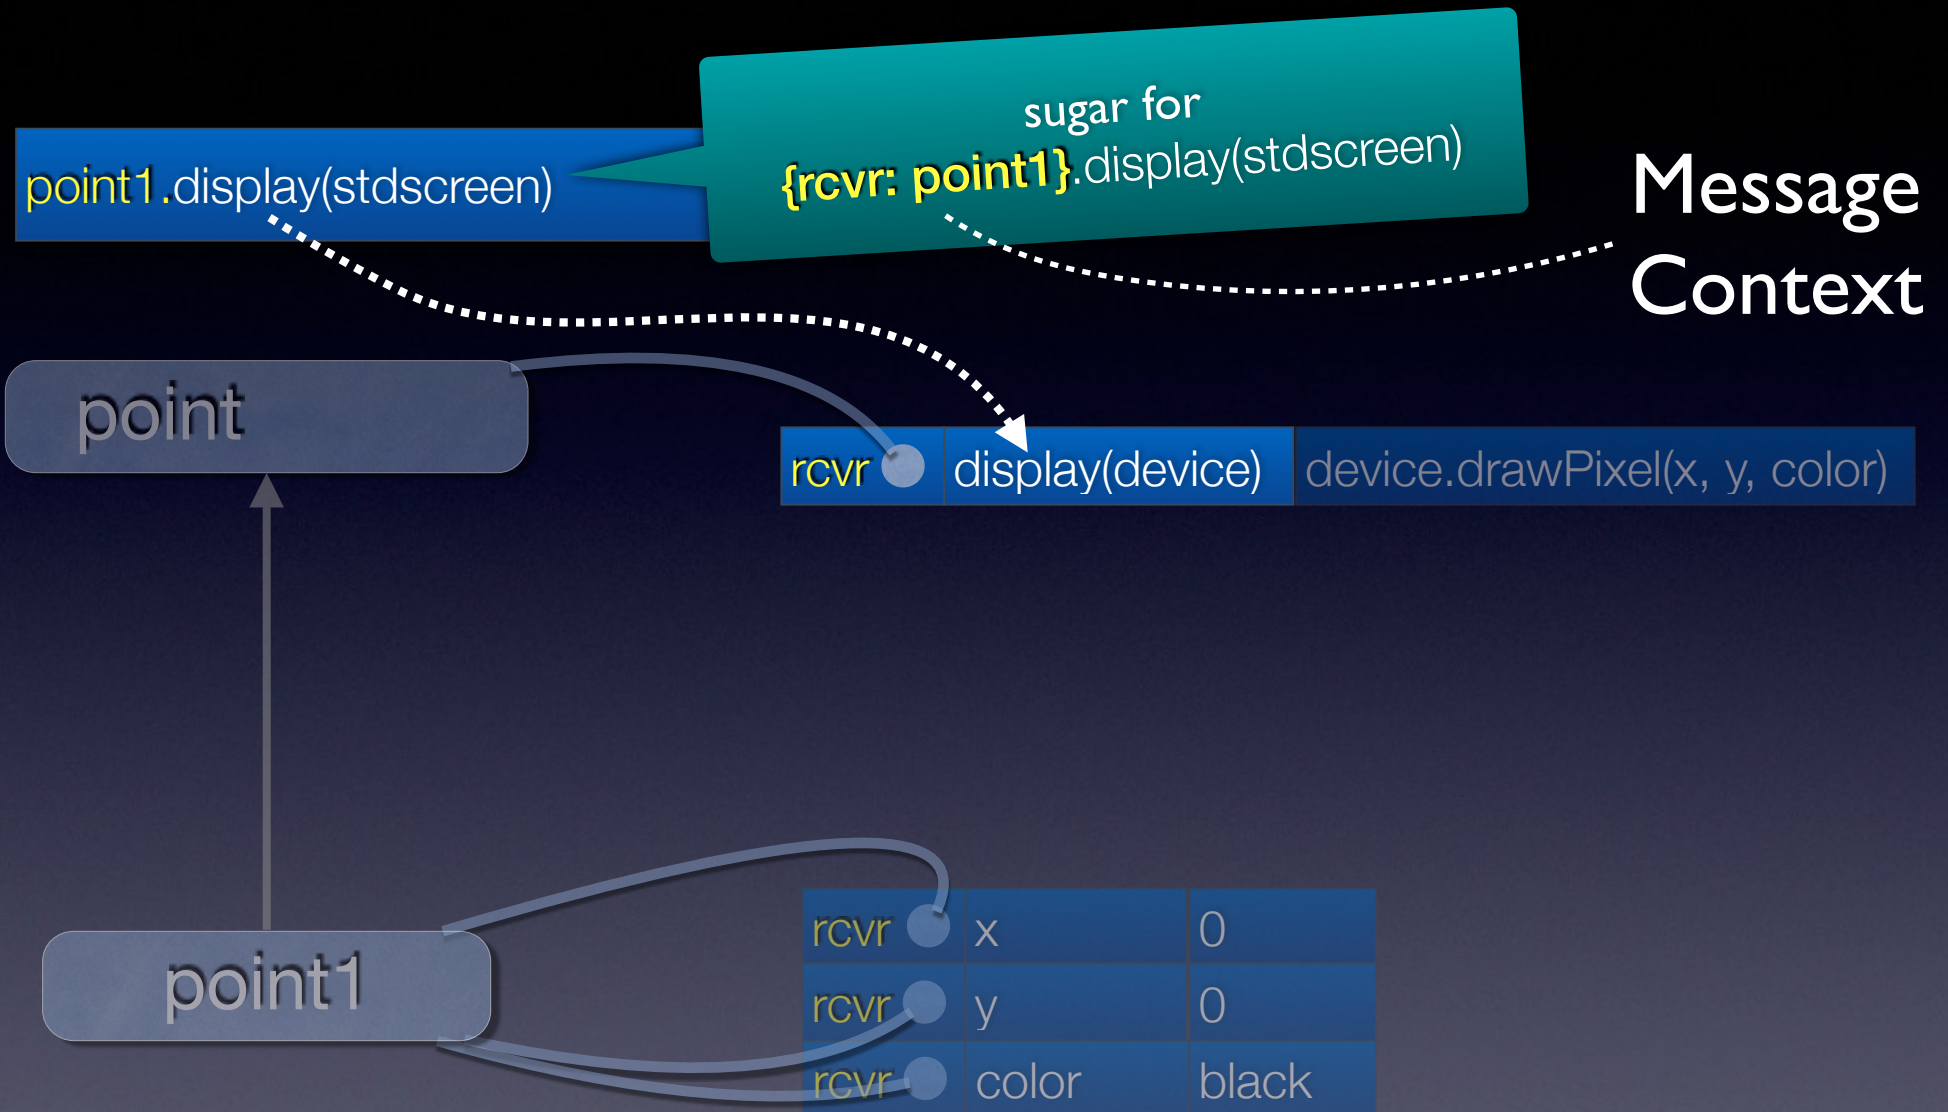 sugar for
{rcvr: point1}.display(stdscreen)
point1.display(stdscreen)
Message
Context
point
rcvr display(device) device.drawPixel(x, y, color)
point1
rcvr x 0
rcvr y 0
rcvr color black